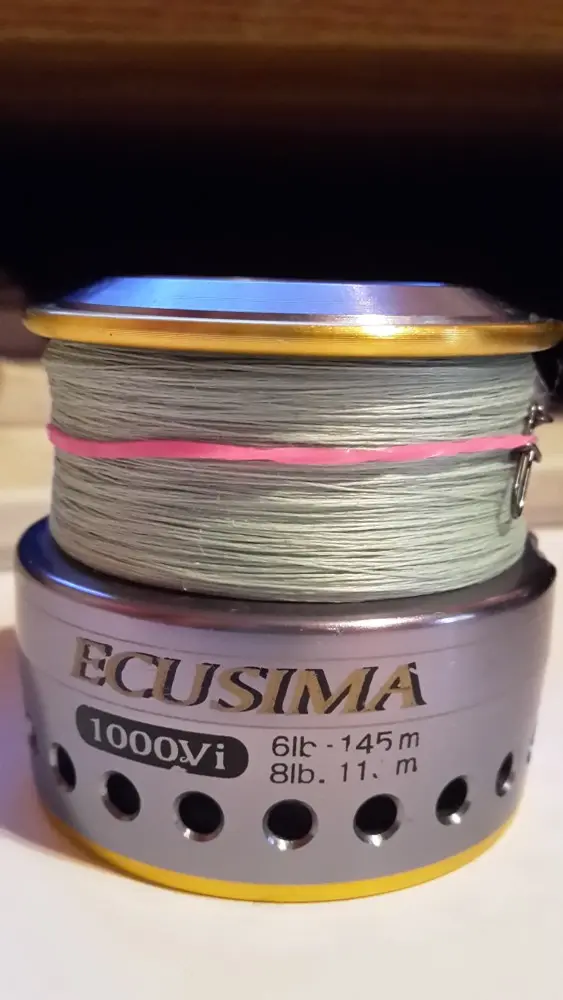 ECUSIMA
1000Vi
6lb - 145m
8lb. m